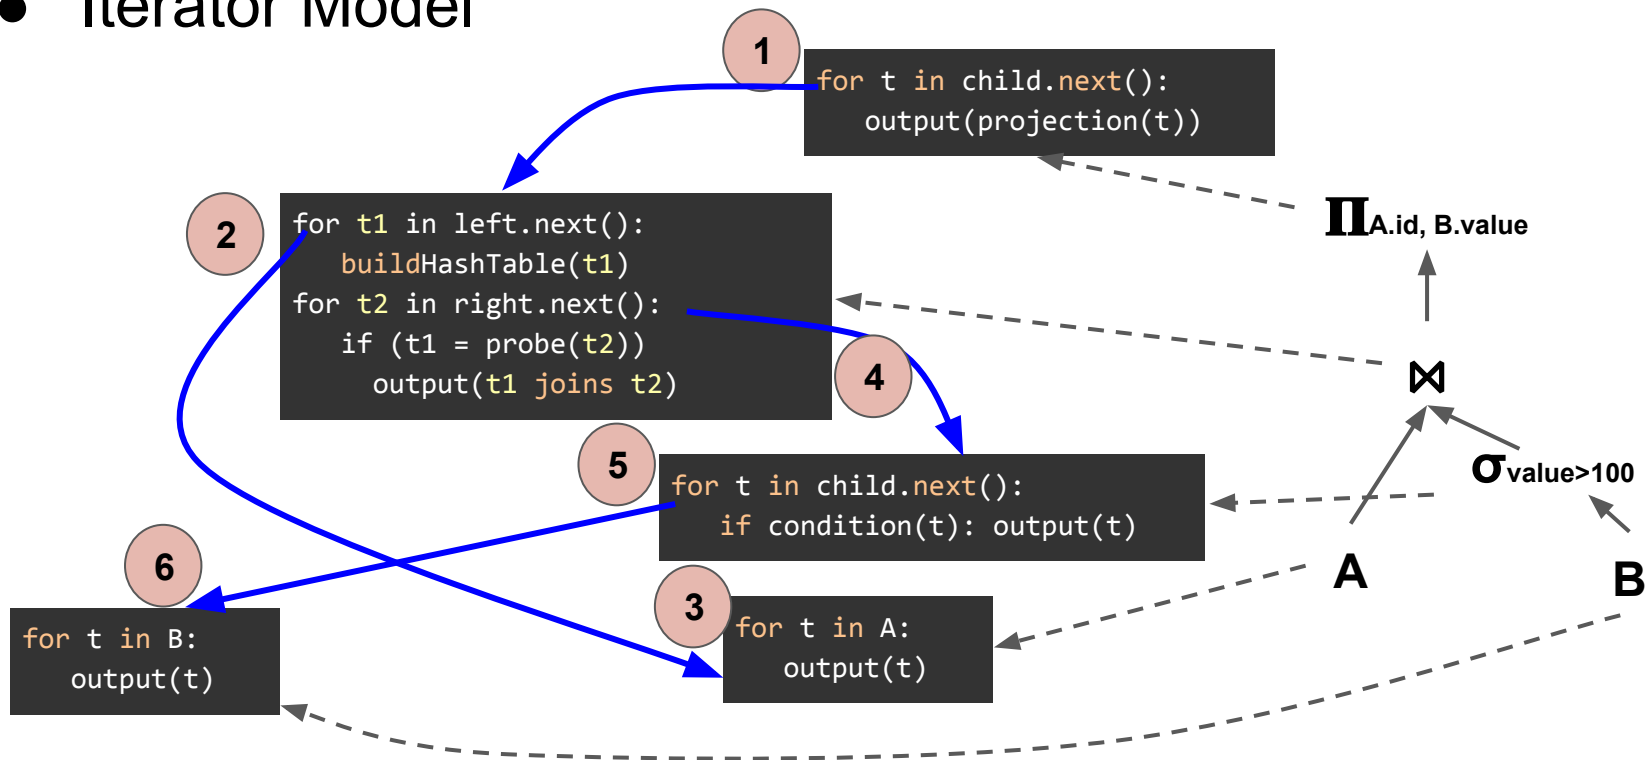 ● Iterator Model
1
for t in child.next():
output(projection(t))
2
for t1 in left.next():
buildHashTable(t1)
for t2 in right.next():
if (t1 = probe(t2))
output(t1 joins t2)
4
5
for t in child.next():
if condition(t): output(t)
6
for t in B:
output(t)
3
for t in A:
output(t)
Π A.id, B.value
⋈
σ value>100
A
B